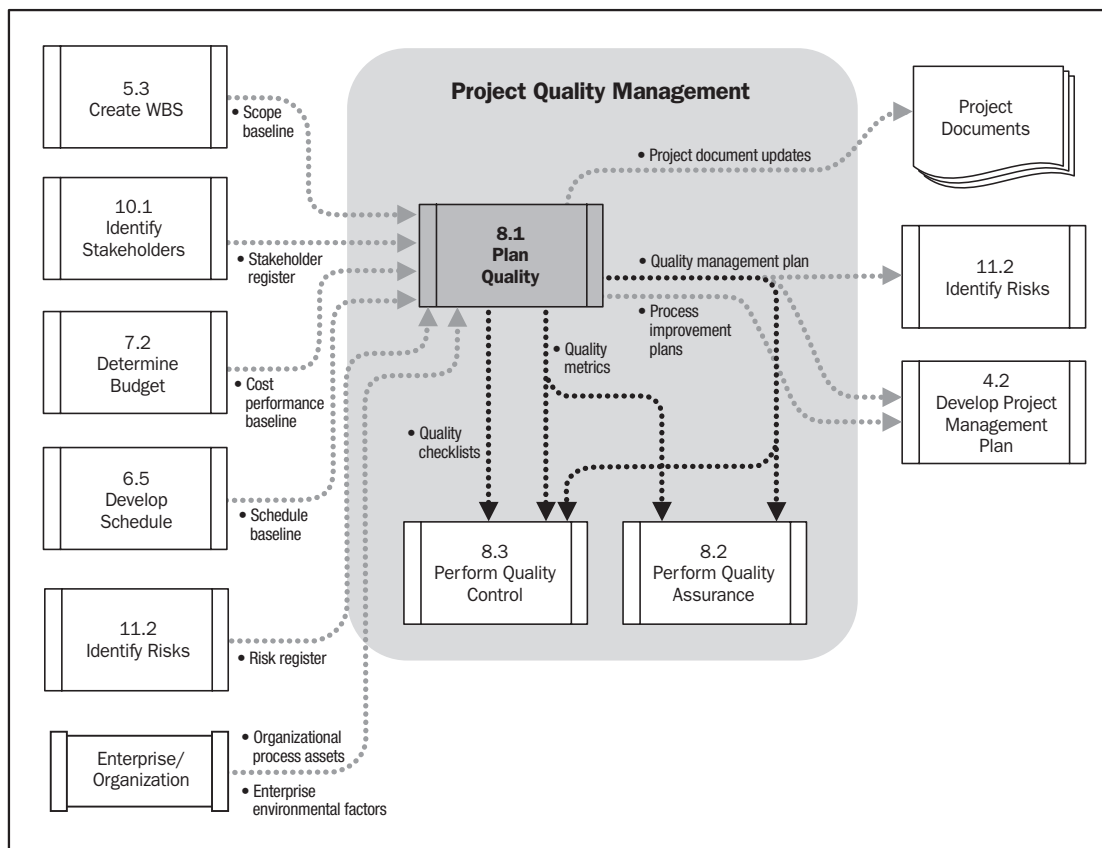 Project Quality Management
5.3
Create WBS
• Scope
baseline
10.1
Identify
Stakeholders
• Stakeholder
register
7.2
Determine
Budget
• Cost
performance
baseline
6.5
Develop
Schedule
• Schedule
baseline
11.2
Identify Risks
• Risk register
Enterprise/
Organization
• Organizational
process assets
• Enterprise
environmental factors
8.1
Plan
Quality
• Project document updates
• Quality management plan
• Process
improvement
plans
• Quality
metrics
• Quality
checklists
8.3
Perform Quality
Control
8.2
Perform Quality
Assurance
Project
Documents
11.2
Identify Risks
4.2
Develop Project
Management
Plan